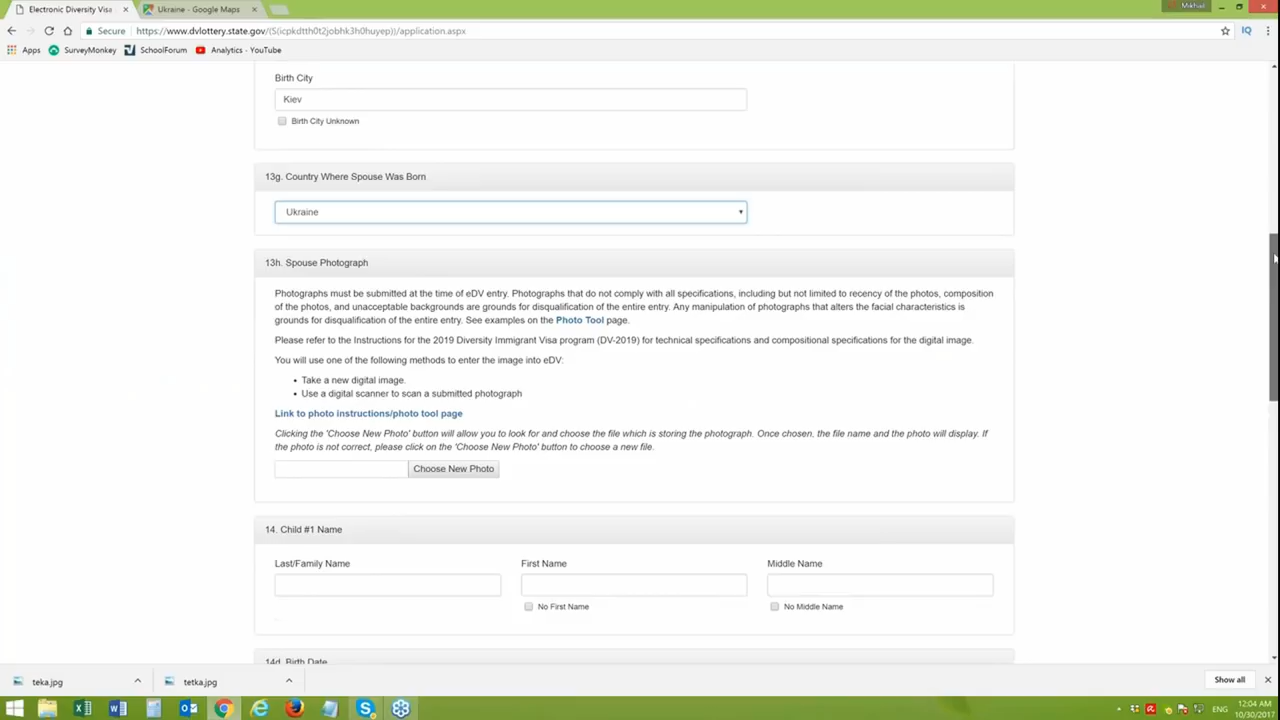 Electronic Diversity Visa
Ukraine - Google Maps
Mikhail
Secure
https://www.dvlottery.state.gov/(S(icpkdtth0t2jobhk3h0huyep))/application.aspx
Apps
SurveyMonkey
SchoolForum
Analytics - YouTube
Birth City
Kiev
Birth City Unknown
13g. Country Where Spouse Was Born
Ukraine
13h. Spouse Photograph
Photographs must be submitted at the time of eDV entry. Photographs that do not comply with all specifications, including but not limited to recency of the photos, composition
of the photos, and unacceptable backgrounds are grounds for disqualification of the entire entry. Any manipulation of photographs that alters the facial characteristics is
grounds for disqualification of the entire entry. See examples on the Photo Tool page.
Please refer to the Instructions for the 2019 Diversity Immigrant Visa program (DV-2019) for technical specifications and compositional specifications for the digital image.
You will use one of the following methods to enter the image into eDV:
• Take a new digital image.
• Use a digital scanner to scan a submitted photograph
Link to photo instructions/photo tool page
Clicking the 'Choose New Photo' button will allow you to look for and choose the file which is storing the photograph. Once chosen, the file name and the photo will display. If
the photo is not correct, please click on the 'Choose New Photo' button to choose a new file.
Choose New Photo
14. Child #1 Name
Last/Family Name
First Name
Middle Name
No First Name
No Middle Name
14d. Birth Date
teka.jpg
tetka.jpg
Show all
ENG
12:04 AM
10/30/2017